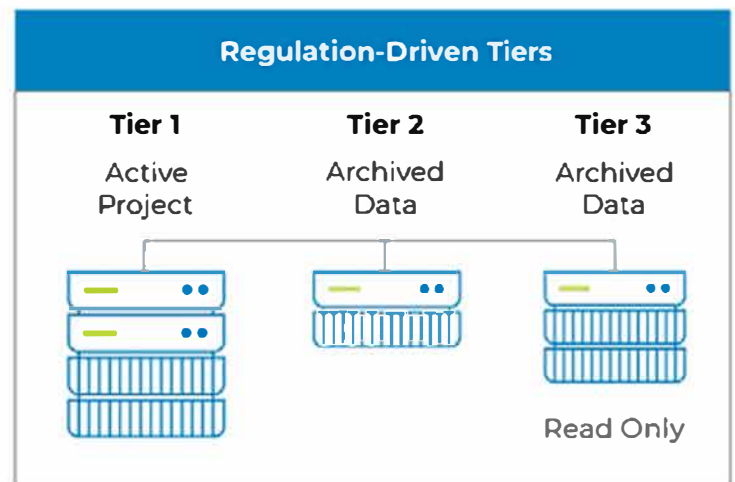 Regulation-Driven Tiers
Tier 1
Active
Project
Tier 2
Archived
Data
Tier 3
Archived
Data
Read Only